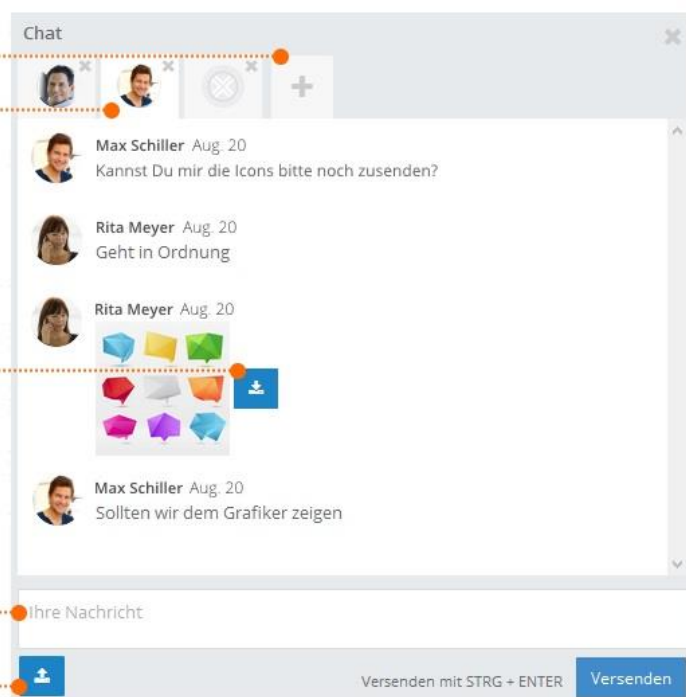 Chat
Max Schiller Aug. 20
Kannst Du mir die Icons bitte noch zusenden?
Rita Meyer Aug. 20
Geht in Ordnung
Rita Meyer Aug. 20
Max Schiller Aug. 20
Sollten wir dem Grafiker zeigen
Ihre Nachricht
Versenden mit STRG + ENTER
Versenden